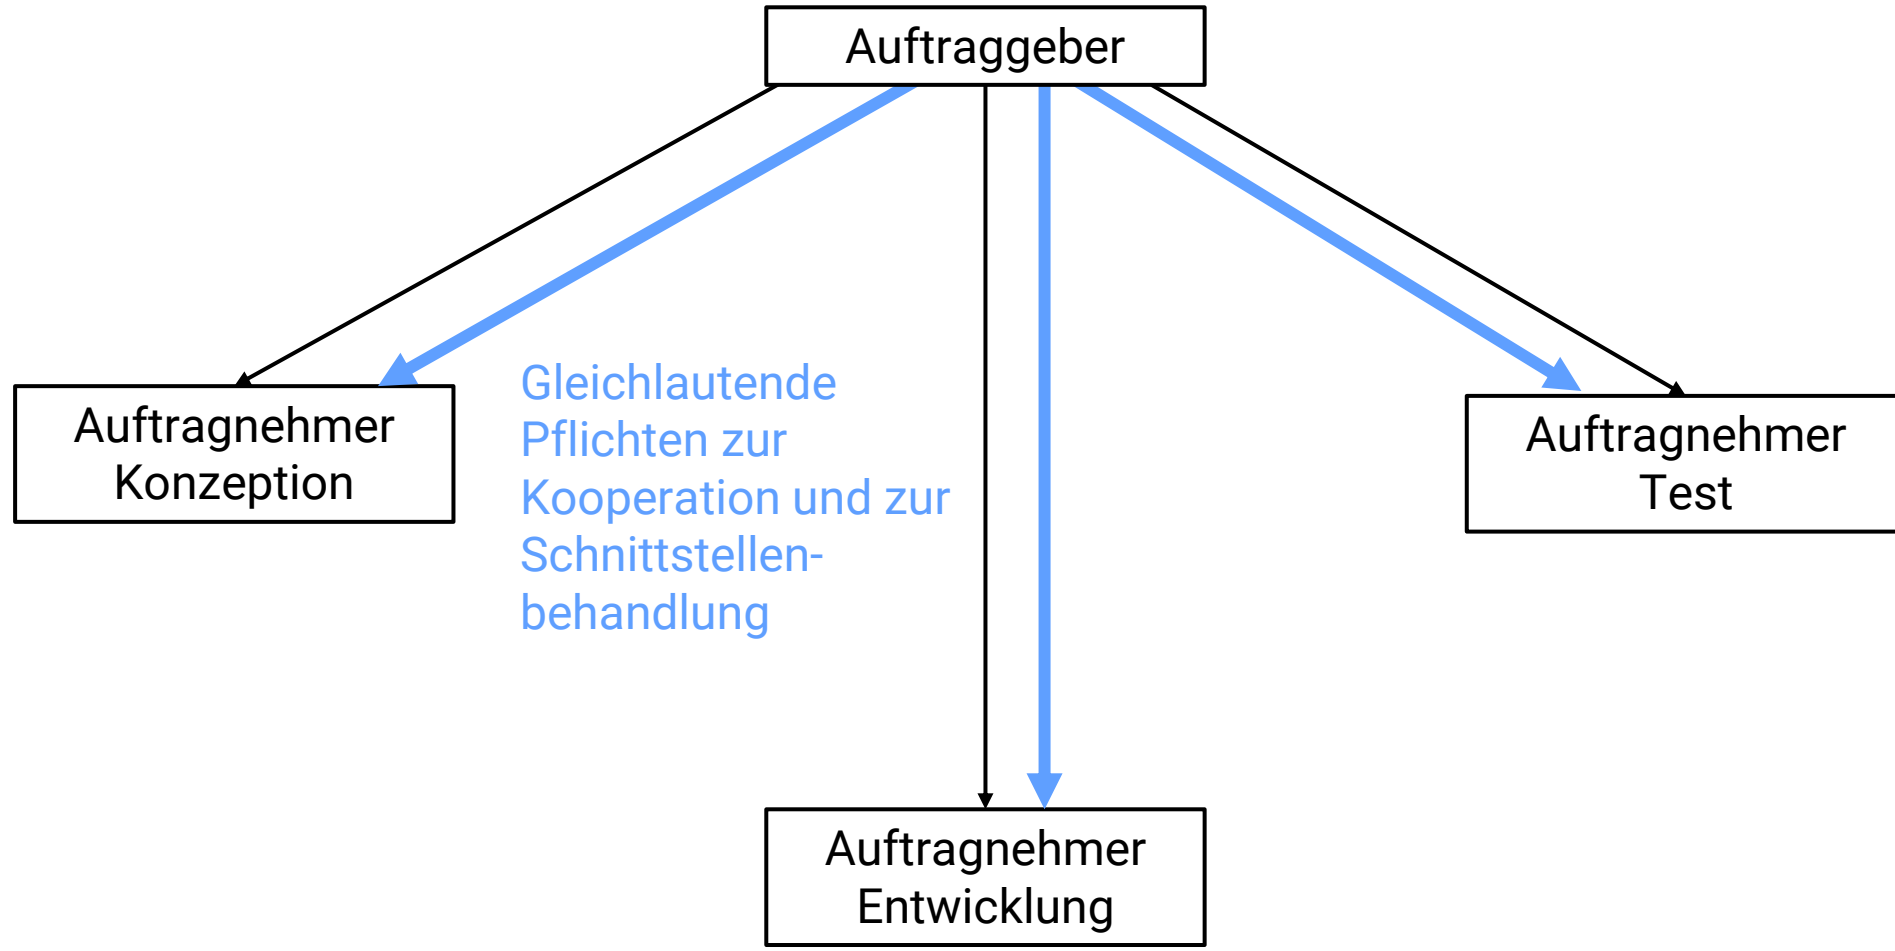 Auftraggeber
Gleichlautende
Pflichten zur
Kooperation und zur
Schnittstellen-
behandlung
Auftragnehmer
Konzeption
Auftragnehmer
Test
Auftragnehmer
Entwicklung